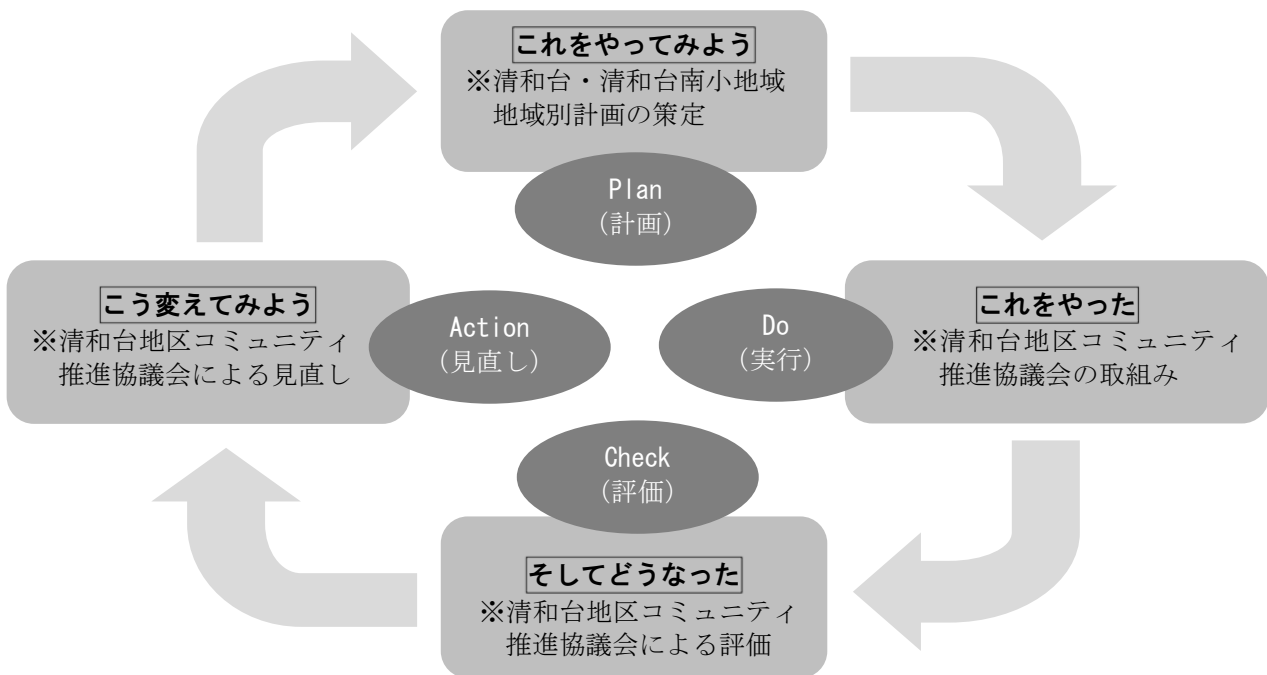 これをやってみよう
※清和台・清和台南小地域
地域別計画の策定
Plan
（計画）
こう変えてみよう
※清和台地区コミュニティ
推進協議会による見直し
Action
（見直し）
Do
（実行）
これをやった
※清和台地区コミュニティ
推進協議会の取組み
Check
（評価）
そしてどうなった
※清和台地区コミュニティ
推進協議会による評価